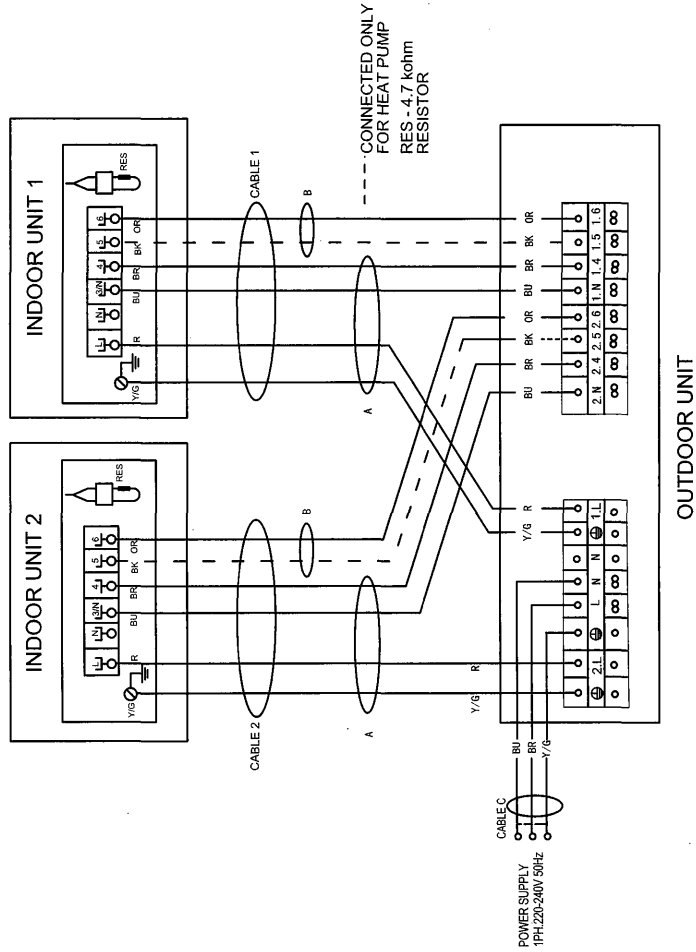 INDOOR UNIT 1
RES
L N 3/N 4 5 6
Y/G R BU BR BK OR
CABLE 1
B
A
- - - - CONNECTED ONLY
FOR HEAT PUMP
RES - 4.7 kohm
RESISTOR
INDOOR UNIT 2
RES
L N 3/N 4 5 6
Y/G R BU BR BK OR
CABLE 2
B
A
Y/G R Y/G R BU BR BK OR BU BR BK OR
2.L L N N 1.L
2.N 2.4 2.5 2.6 1.N 1.4 1.5 1.6
OUTDOOR UNIT
BU
BR
Y/G
CABLE C
POWER SUPPLY
1PH.220-240V 50Hz